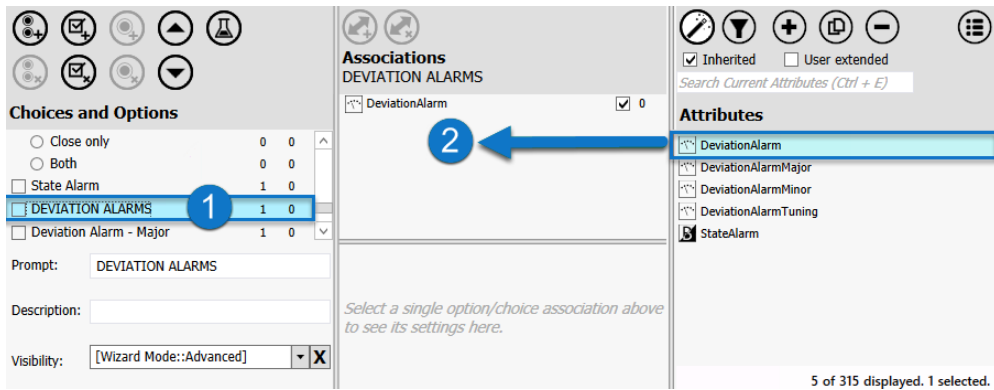 Choices and Options
Close only 0 0
Both 0 0
State Alarm 1 0
DEVIATION ALARMS 1 0
1
Deviation Alarm - Major 1 0
Prompt: DEVIATION ALARMS
Description:
Visibility: [Wizard Mode::Advanced] X
Associations
DEVIATION ALARMS
DeviationAlarm 0
2
Select a single option/choice association above
to see its settings here.
Inherited User extended
Search Current Attributes (Ctrl + E)
Attributes
DeviationAlarm
DeviationAlarmMajor
DeviationAlarmMinor
DeviationAlarmTuning
StateAlarm
5 of 315 displayed. 1 selected.